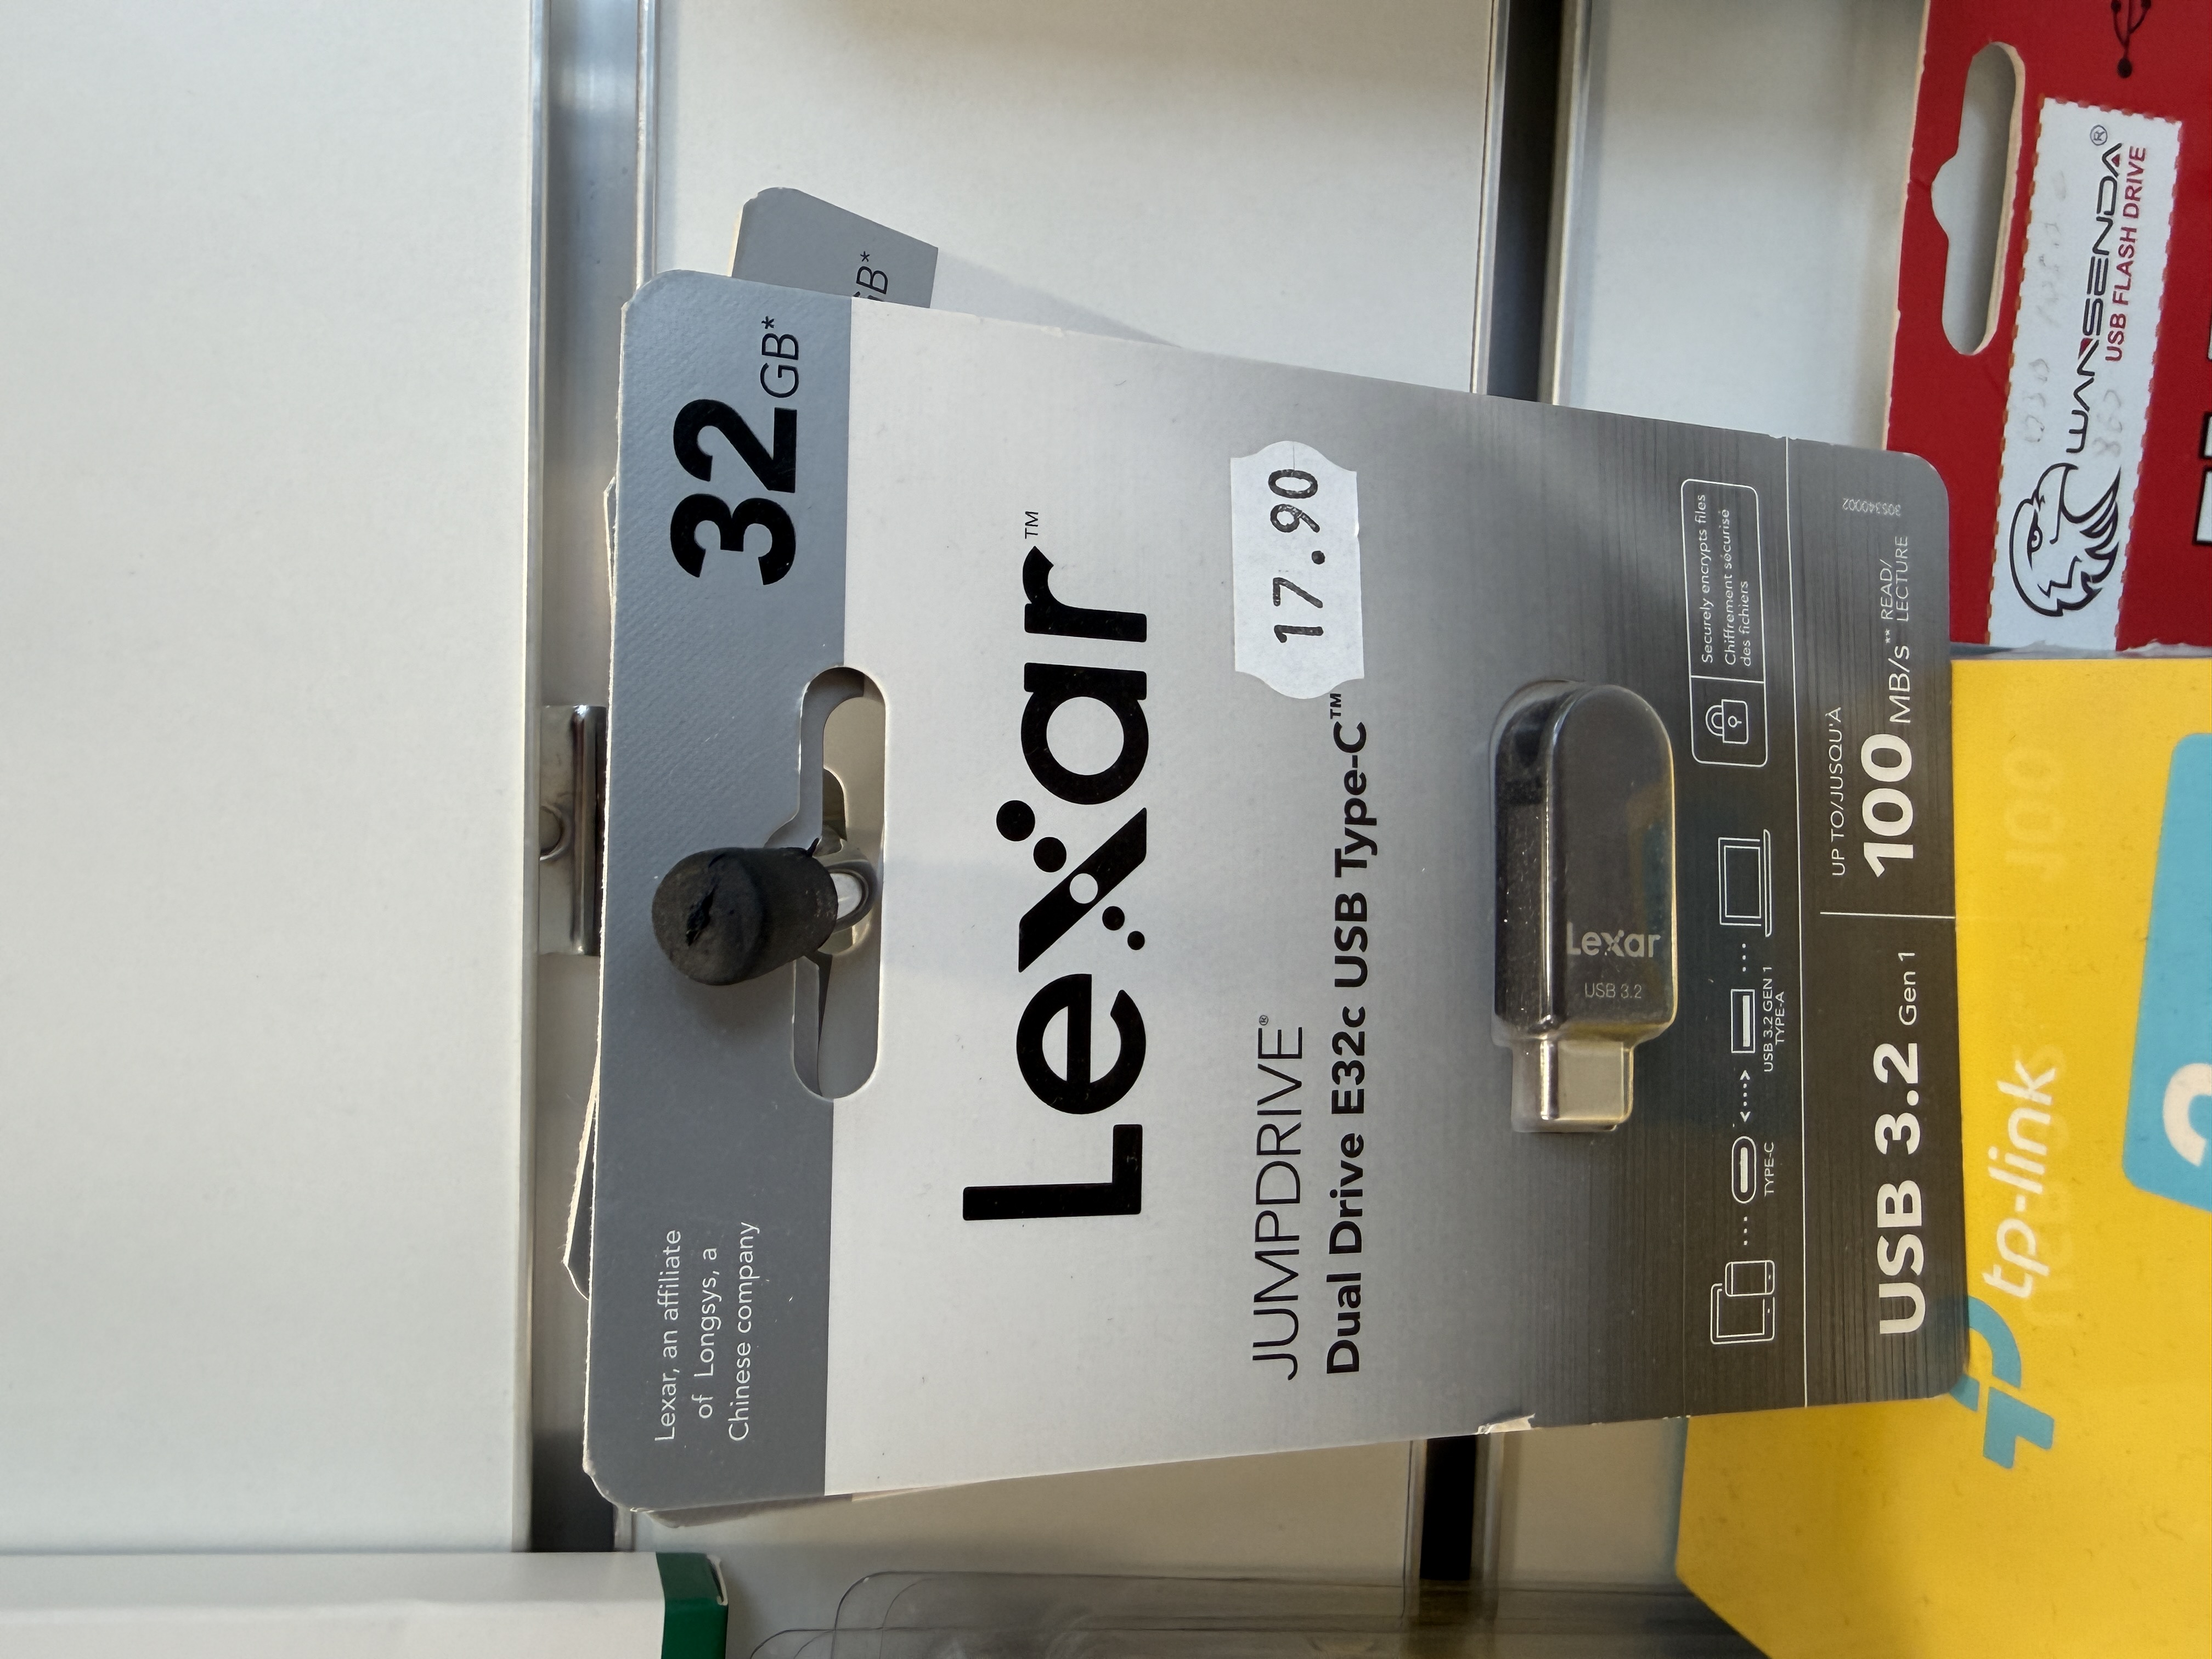 Lexar, an affiliate
of Longsys, a
Chinese company
32GB*
GB*
Lexar™
JUMPDRIVE®
Dual Drive E32c USB Type-C™
17.90
Lexar
USB 3.2
TYPE-C
USB 3.2 GEN 1
TYPE-A
Securely encrypts files
Chiffrement sécurisé
des fichiers
USB 3.2 Gen 1
UP TO/JUSQU'À
100 MB/s** READ/
LECTURE
305340002
WANSENDA®
USB FLASH DRIVE
tp-link